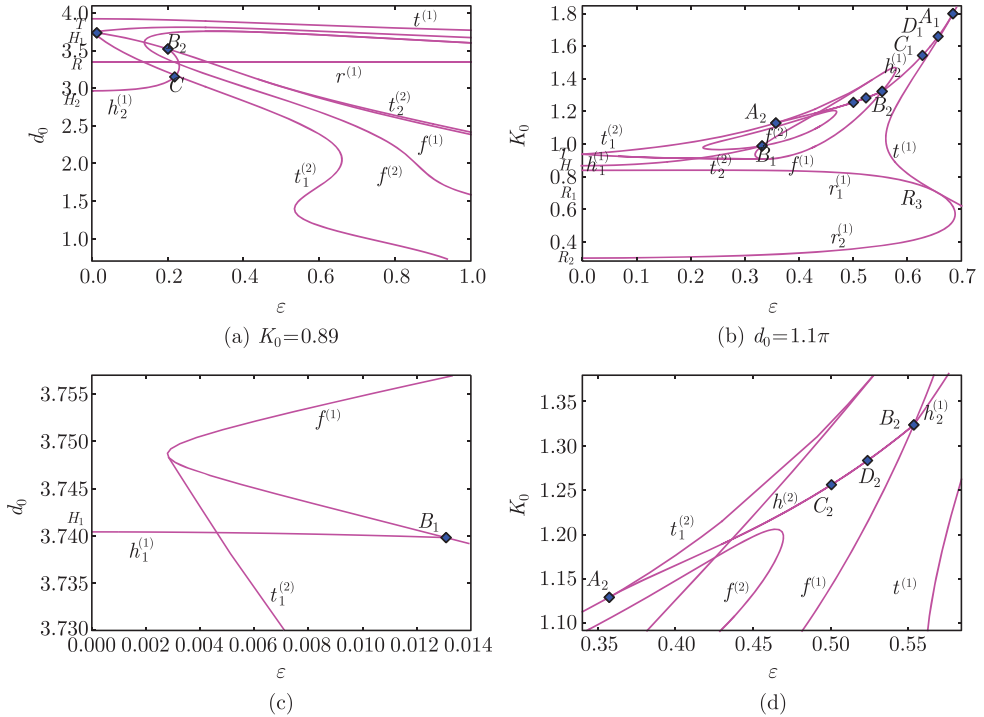 4.0
3.5
3.0
2.5
2.0
1.5
1.0
T
H₁
R
H₂
d₀
B₂
C
t⁽¹⁾
r⁽¹⁾
h₂⁽¹⁾
t₂⁽²⁾
f⁽¹⁾
t₁⁽²⁾
f⁽²⁾
0.0 0.2 0.4 0.6 0.8 1.0
ε
(a) K₀=0.89
1.8
1.6
1.4
1.2
1.0
0.8
0.6
0.4
H
R₁
R₂
K₀
A₁
D₁
C₁
h₂⁽¹⁾
B₂
A₂
f⁽²⁾
B₁
t₁⁽²⁾
h₁⁽¹⁾
t₂⁽²⁾
f⁽¹⁾
t⁽¹⁾
r₁⁽¹⁾
R₃
r₂⁽¹⁾
0.0 0.1 0.2 0.3 0.4 0.5 0.6 0.7
ε
(b) d₀=1.1π
3.755
3.750
3.745
3.740
3.735
3.730
H₁
d₀
f⁽¹⁾
B₁
h₁⁽¹⁾
t₁⁽²⁾
0.000 0.002 0.004 0.006 0.008 0.010 0.012 0.014
ε
(c)
1.35
1.30
1.25
1.20
1.15
1.10
K₀
B₂
h₂⁽¹⁾
D₂
C₂
h⁽²⁾
t₁⁽²⁾
A₂
f⁽²⁾
f⁽¹⁾
t⁽¹⁾
0.35 0.40 0.45 0.50 0.55
ε
(d)